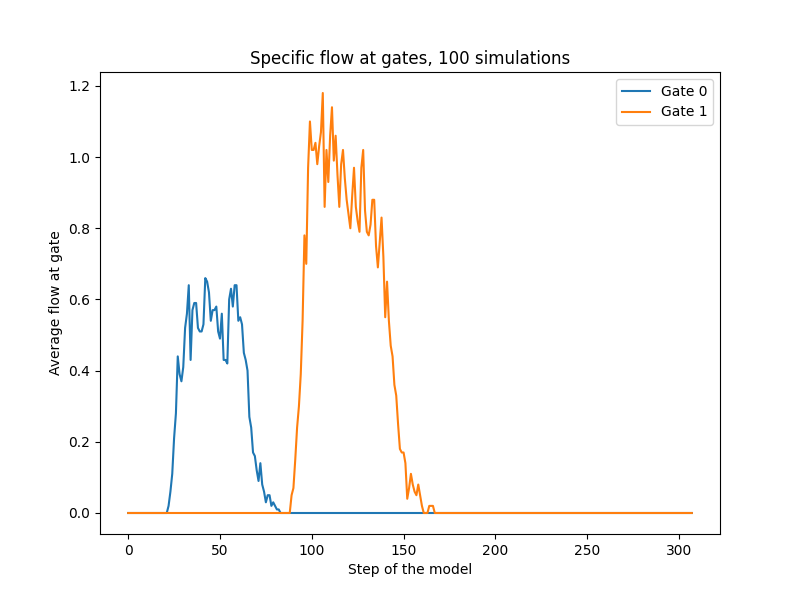 Specific flow at gates, 100 simulations
Gate 0
Gate 1
Average flow at gate
1.2
1.0
0.8
0.6
0.4
0.2
0.0
0 50 100 150 200 250 300
Step of the model